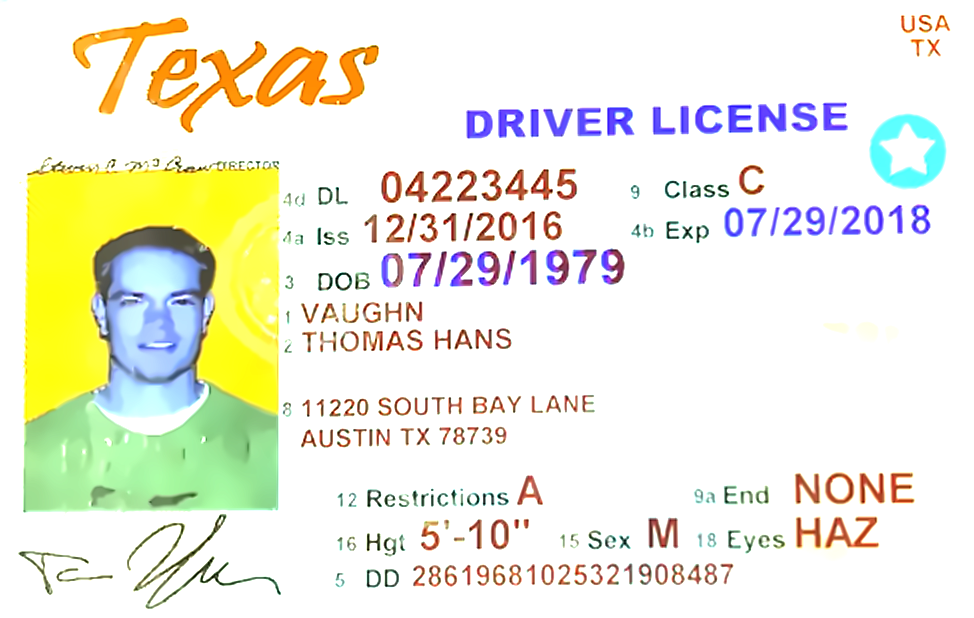 Texas
USA
TX
DRIVER LICENSE
Steven C. McCraw DIRECTOR
4d DL 04223445 9 Class C
4a Iss 12/31/2016 4b Exp 07/29/2018
3 DOB 07/29/1979
1 VAUGHN
2 THOMAS HANS
8 11220 SOUTH BAY LANE
AUSTIN TX 78739
12 Restrictions A 9a End NONE
16 Hgt 5'-10" 15 Sex M 18 Eyes HAZ
5 DD 28619681025321908487